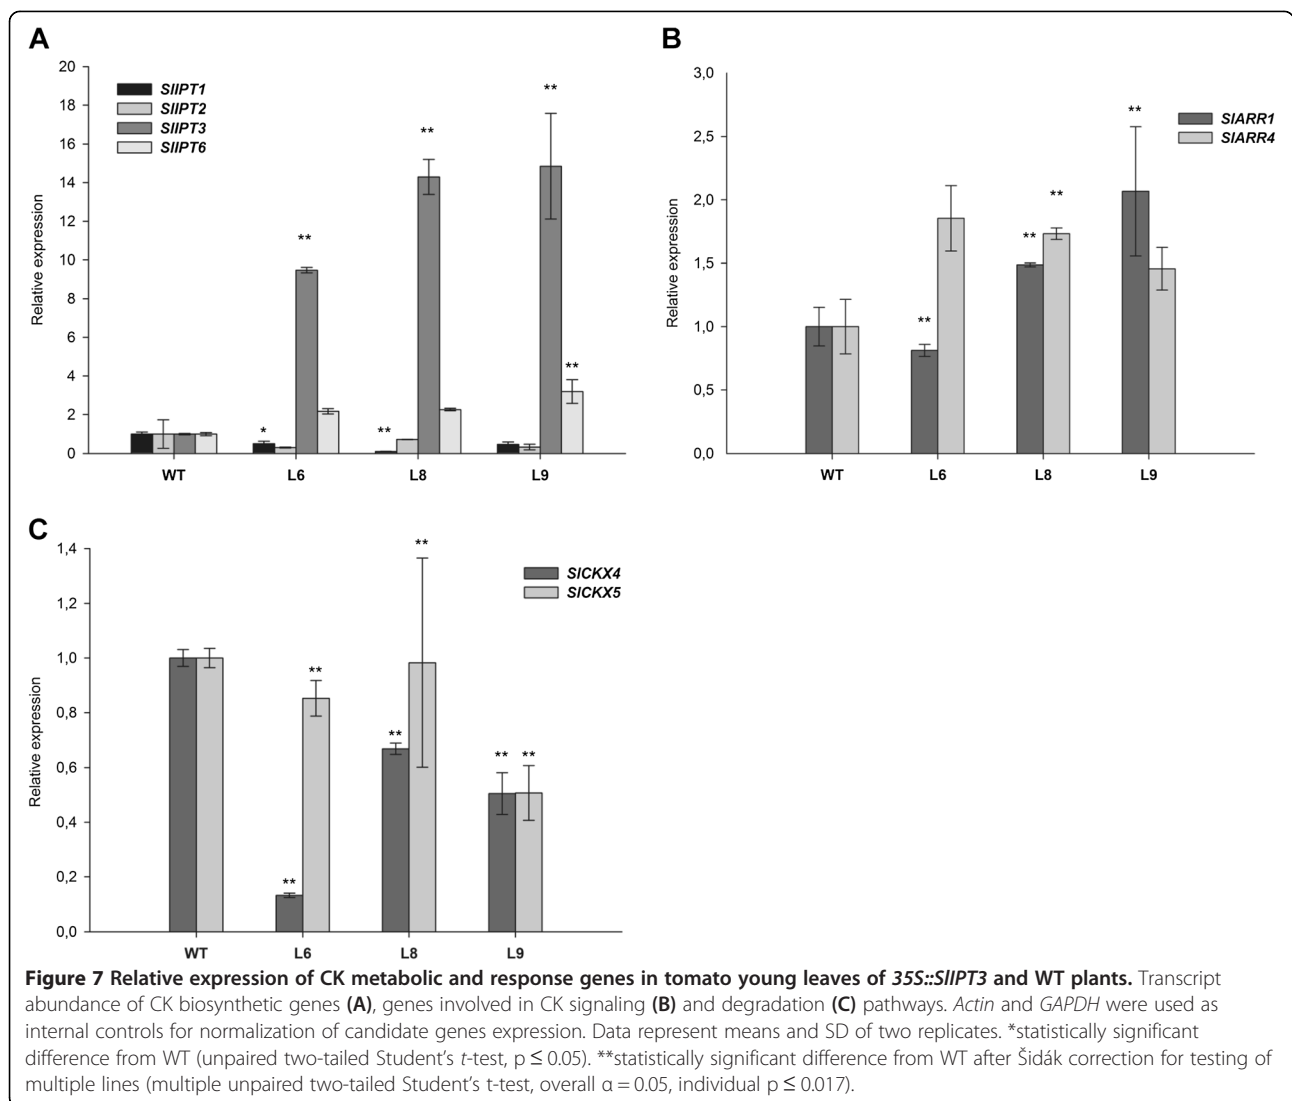 A
20
18
16
14
12
10
8
6
4
2
0
Relative expression
SlIPT1
SlIPT2
SlIPT3
SlIPT6
*
**
**
**
**
**
WT L6 L8 L9
B
3,0
2,5
2,0
1,5
1,0
0,5
0,0
Relative expression
SlARR1
SlARR4
**
**
**
**
WT L6 L8 L9
C
1,4
1,2
1,0
0,8
0,6
0,4
0,2
0,0
Relative expression
SlCKX4
SlCKX5
**
**
**
**
**
**
WT L6 L8 L9
Figure 7 Relative expression of CK metabolic and response genes in tomato young leaves of 35S::SlIPT3 and WT plants. Transcript
abundance of CK biosynthetic genes (A), genes involved in CK signaling (B) and degradation (C) pathways. Actin and GAPDH were used as
internal controls for normalization of candidate genes expression. Data represent means and SD of two replicates. *statistically significant
difference from WT (unpaired two-tailed Student's t-test, p ≤ 0.05). **statistically significant difference from WT after Šidák correction for testing of
multiple lines (multiple unpaired two-tailed Student's t-test, overall α = 0.05, individual p ≤ 0.017).